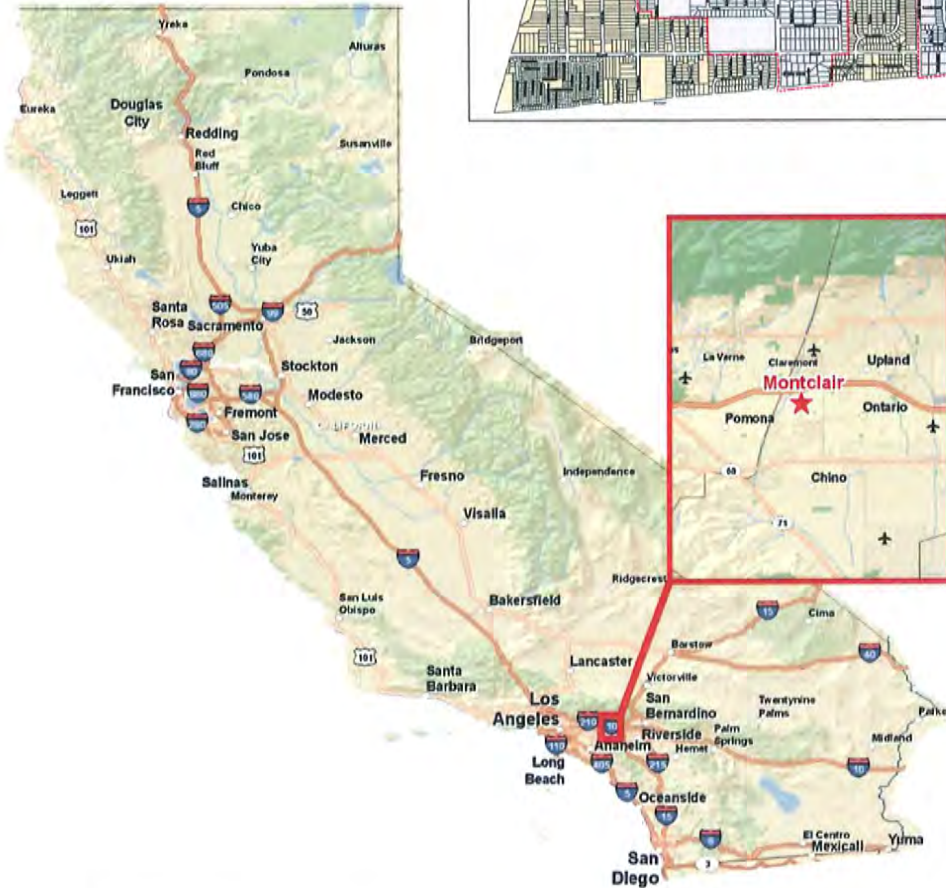 Yreka
Alturas
Pondosa
Eureka
Douglas
City
Redding
Red
Bluff
Susanville
Leggett
5
Chico
101
Ukiah
Yuba
City
Santa
Rosa
505
Sacramento
99
50
Jackson
Bridgeport
680
80
Stockton
San
Francisco
580
Modesto
Fremont
San Jose
Merced
101
Salinas
Monterey
Fresno
Independence
Visalia
5
Ridgecrest
San Luis
Obispo
Bakersfield
101
Santa
Barbara
Lancaster
Barstow
15
Cima
40
Victorville
Los
Angeles
210
10
San
Bernardino
Twentynine
Palms
Anaheim
Riverside
Palm
Springs
Hemet
Midland
110
Long
Beach
405
215
10
5
Oceanside
15
8
El Centro
Yuma
Mexicali
San
Diego
3
La Verne
Claremont
Upland
Montclair
Pomona
Ontario
60
Chino
71